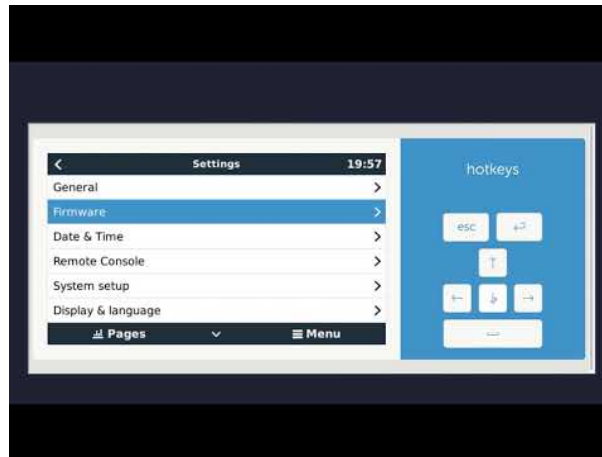 Settings 19:57
General
Firmware
Date & Time
Remote Console
System setup
Display & language
Pages Menu
hotkeys
esc